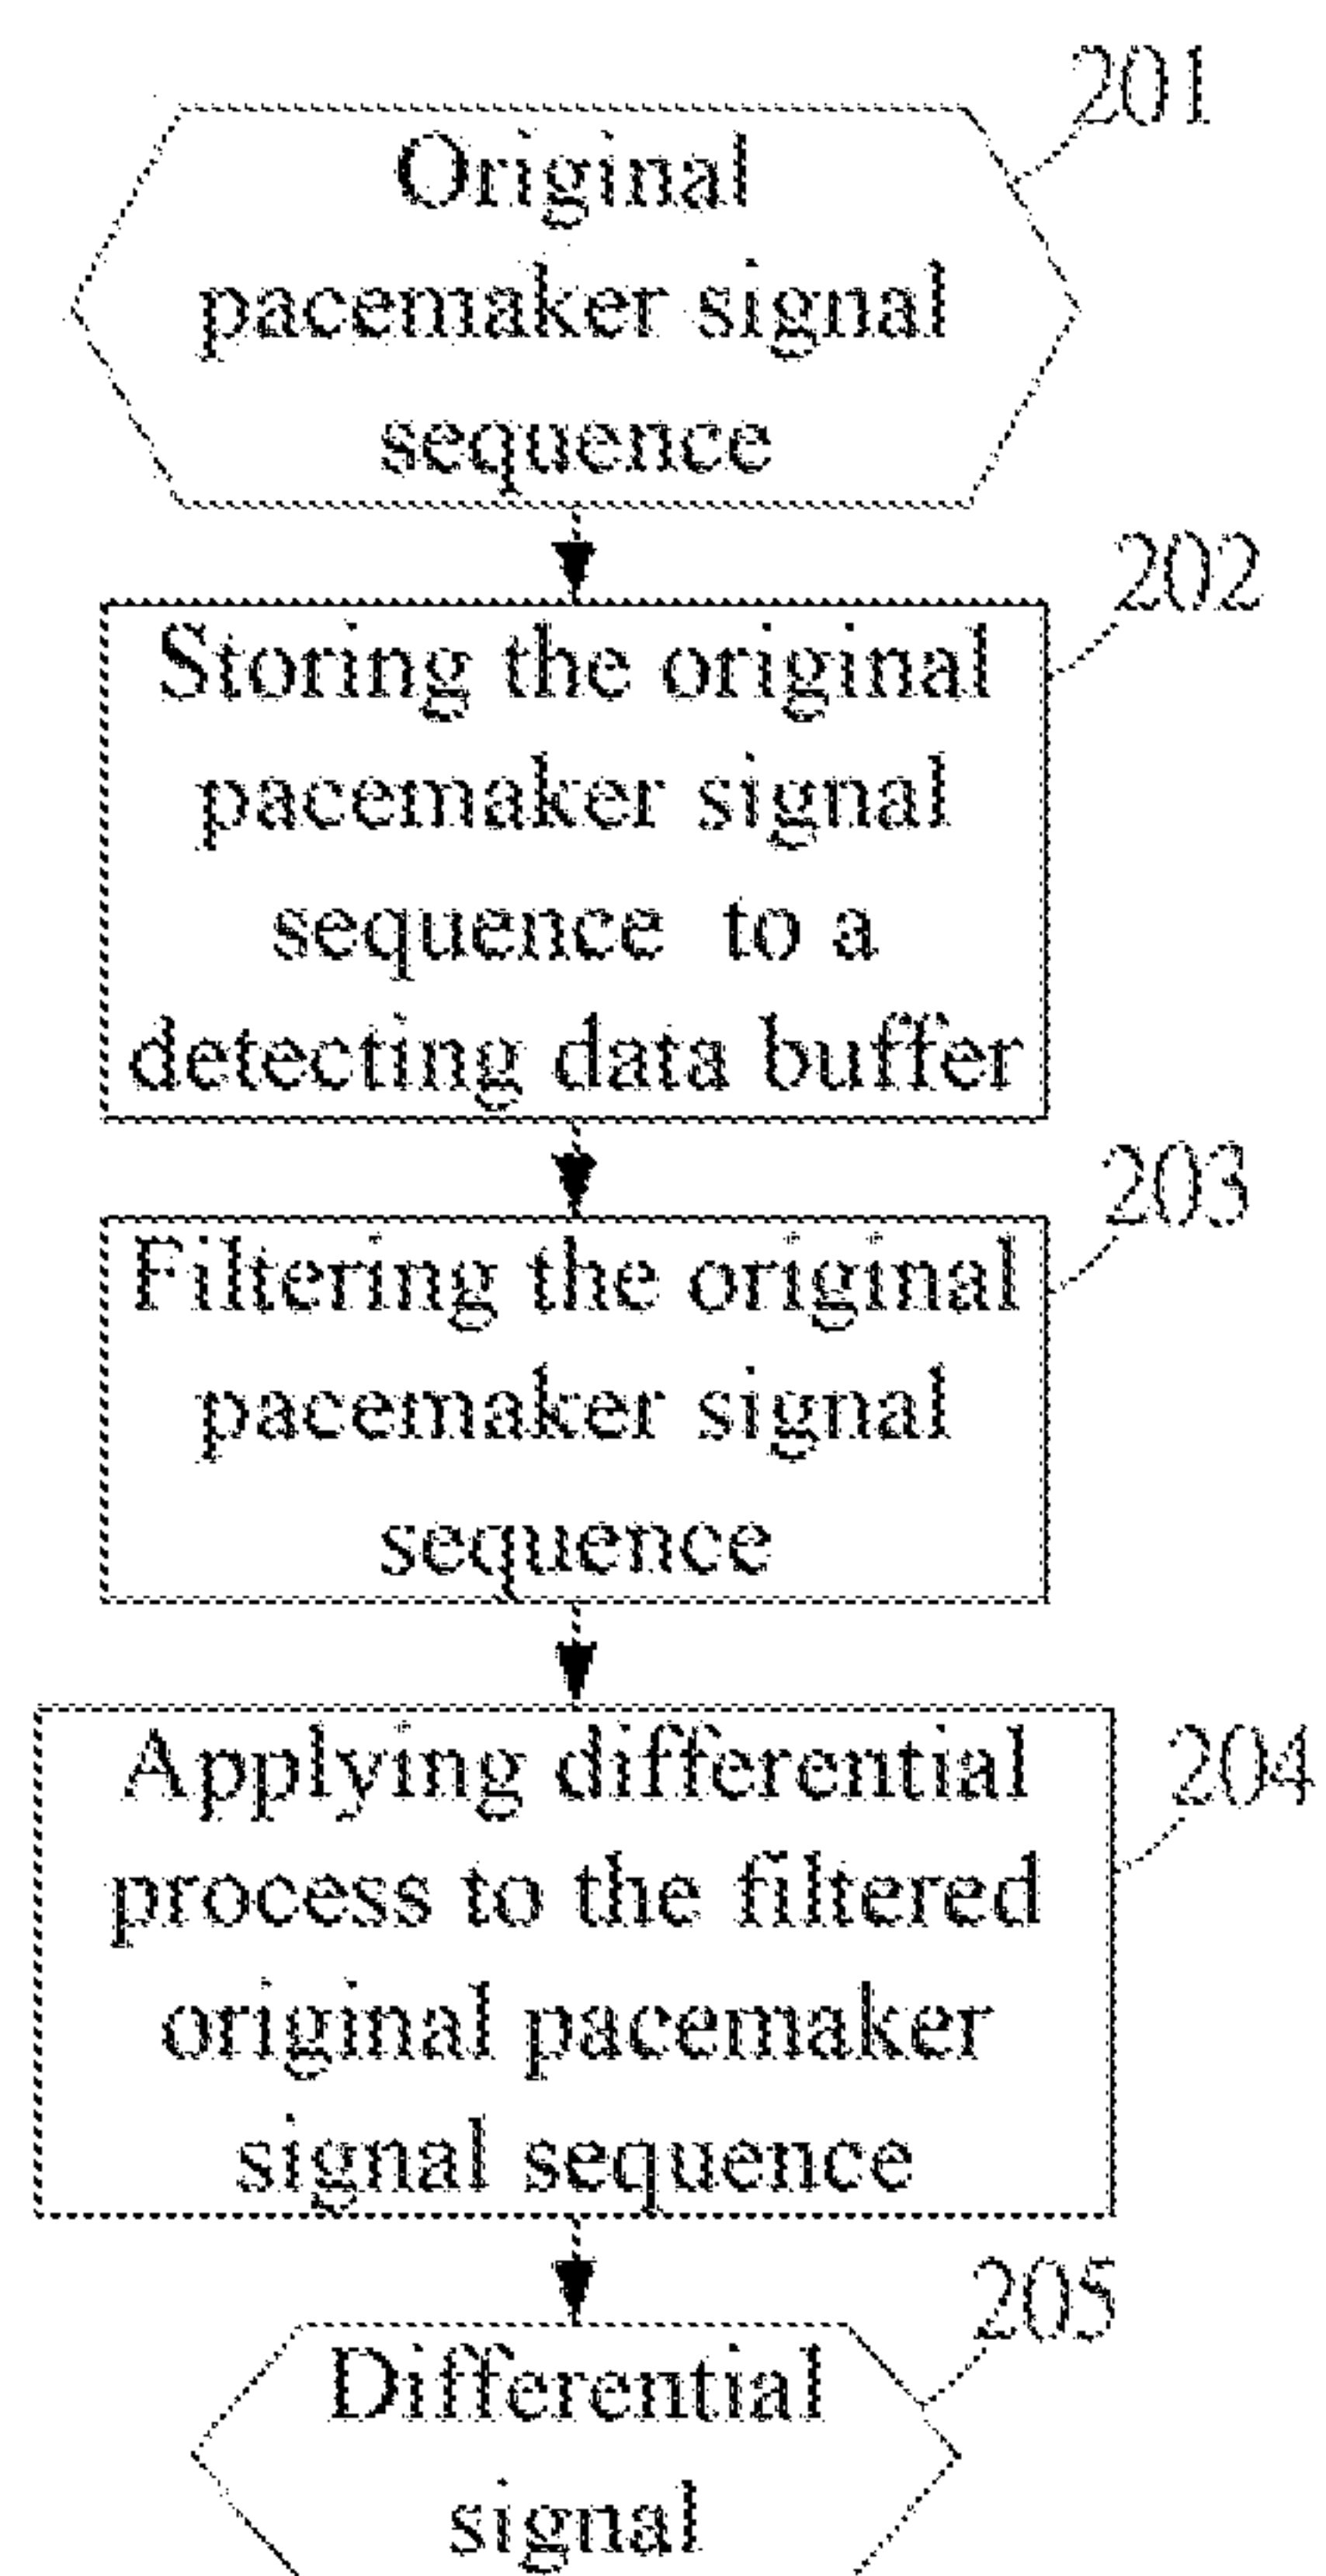 201
Original
pacemaker signal
sequence
202
Storing the original
pacemaker signal
sequence to a
detecting data buffer
203
Filtering the original
pacemaker signal
sequence
204
Applying differential
process to the filtered
original pacemaker
signal sequence
205
Differential
signal